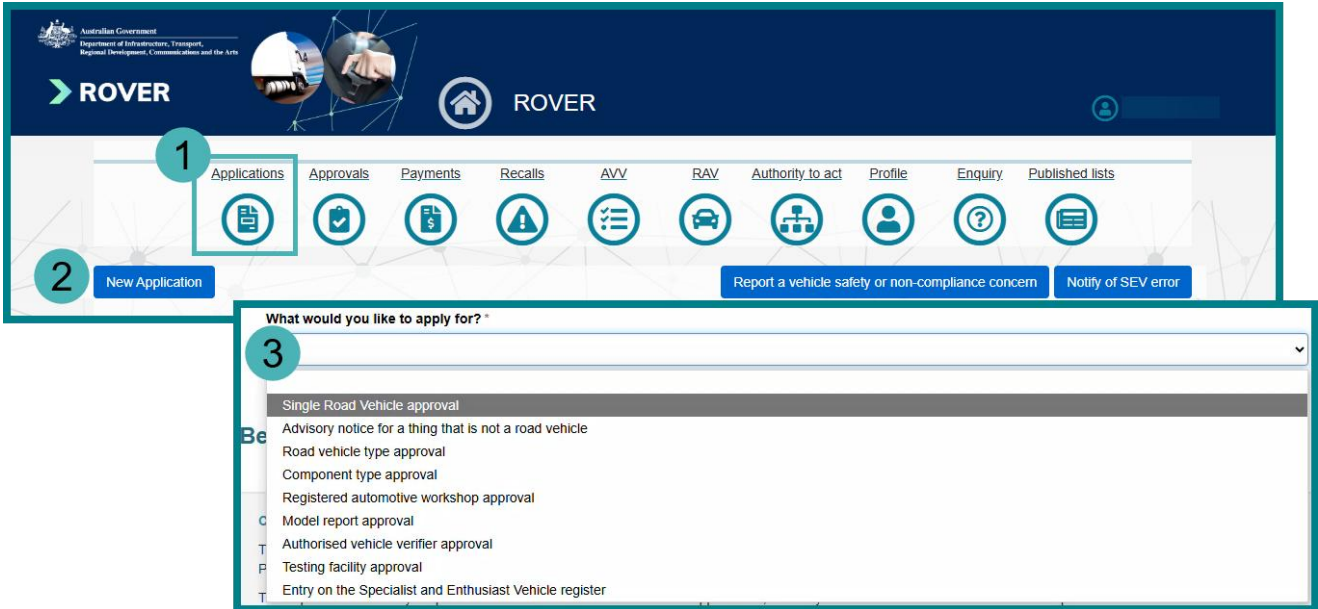 Australian Government
Department of Infrastructure, Transport,
Regional Development, Communications and the Arts
ROVER
ROVER
1
Applications Approvals Payments Recalls AVV RAV Authority to act Profile Enquiry Published lists
2
New Application Report a vehicle safety or non-compliance concern Notify of SEV error
What would you like to apply for? *
3
Single Road Vehicle approval
Advisory notice for a thing that is not a road vehicle
Be
Road vehicle type approval
Component type approval
Registered automotive workshop approval
Model report approval
Authorised vehicle verifier approval
Testing facility approval
Entry on the Specialist and Enthusiast Vehicle register